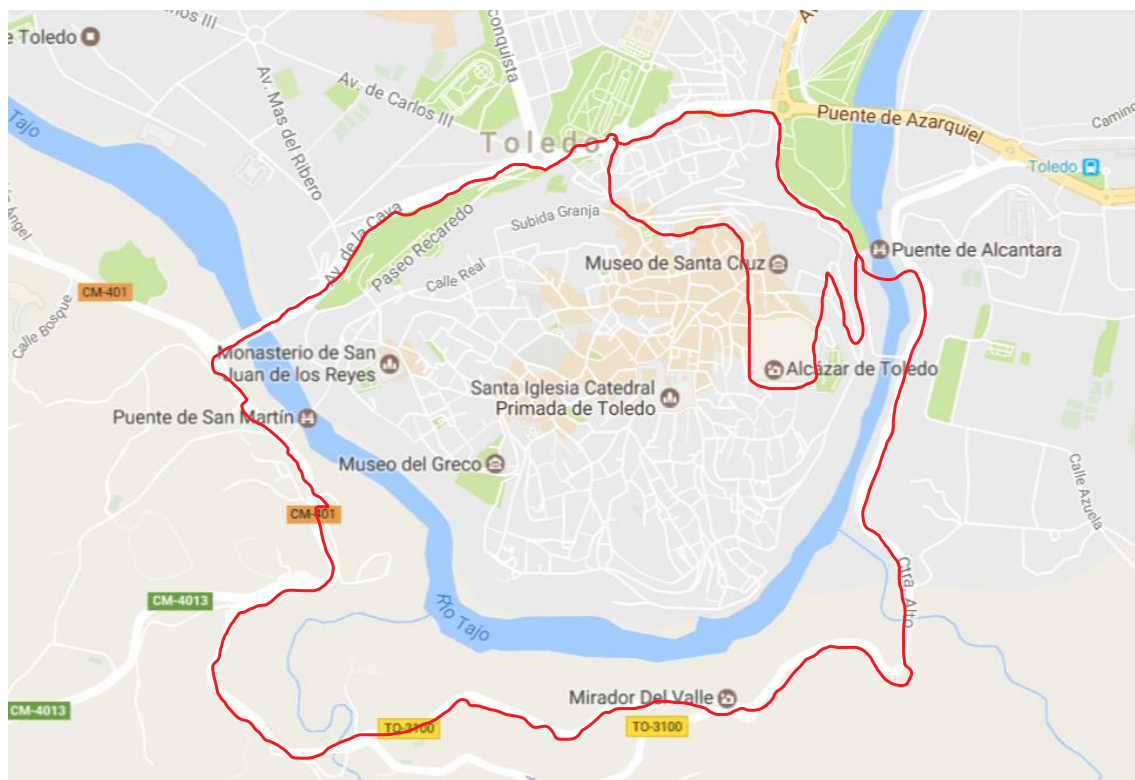 Carlos III
e Toledo
Conquista
Av. de Carlos III
Av. Mas del Ribero
Tajo
Puente de Azarquiel
Camino
Toledo
Toledo
Subida Granja
Av. de la Cava
Paseo Recaredo
Calle Real
Museo de Santa Cruz
Puente de Alcantara
CM-401
Calle Bosque
Monasterio de San
Juan de los Reyes
Alcázar de Toledo
Santa Iglesia Catedral
Primada de Toledo
Puente de San Martín
Museo del Greco
Calle Azuela
CM-401
Ctra. Alto
CM-4013
Río Tajo
Mirador Del Valle
CM-4013
TO-3100
TO-3100